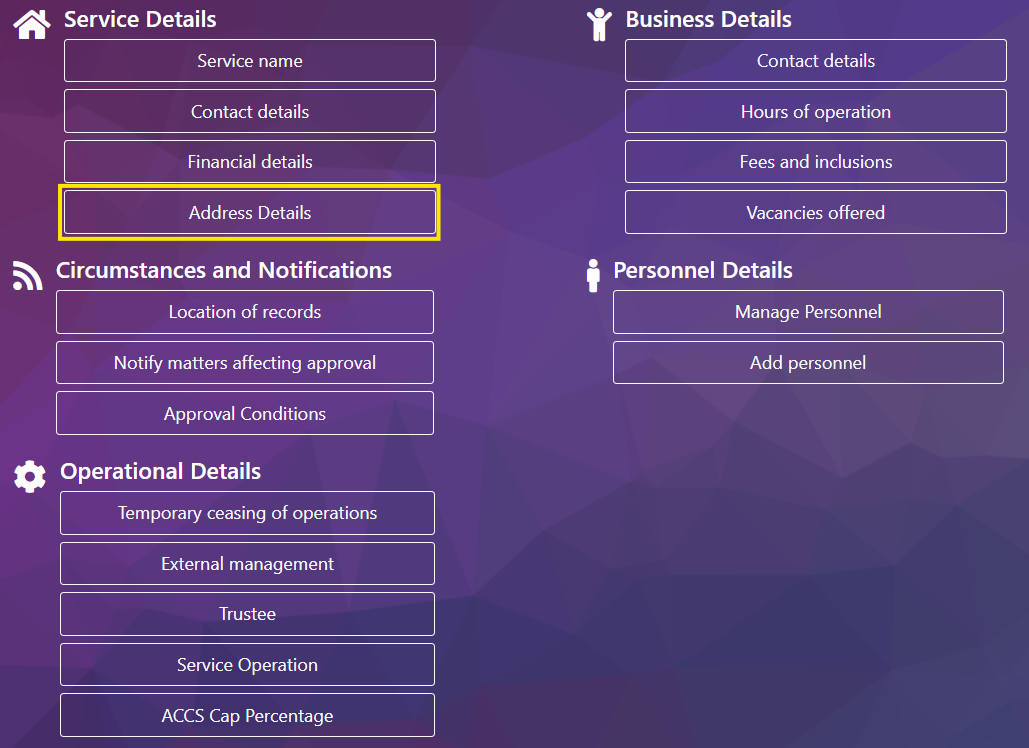 Service Details
Service name
Contact details
Financial details
Address Details
Business Details
Contact details
Hours of operation
Fees and inclusions
Vacancies offered
Circumstances and Notifications
Location of records
Notify matters affecting approval
Approval Conditions
Personnel Details
Manage Personnel
Add personnel
Operational Details
Temporary ceasing of operations
External management
Trustee
Service Operation
ACCS Cap Percentage